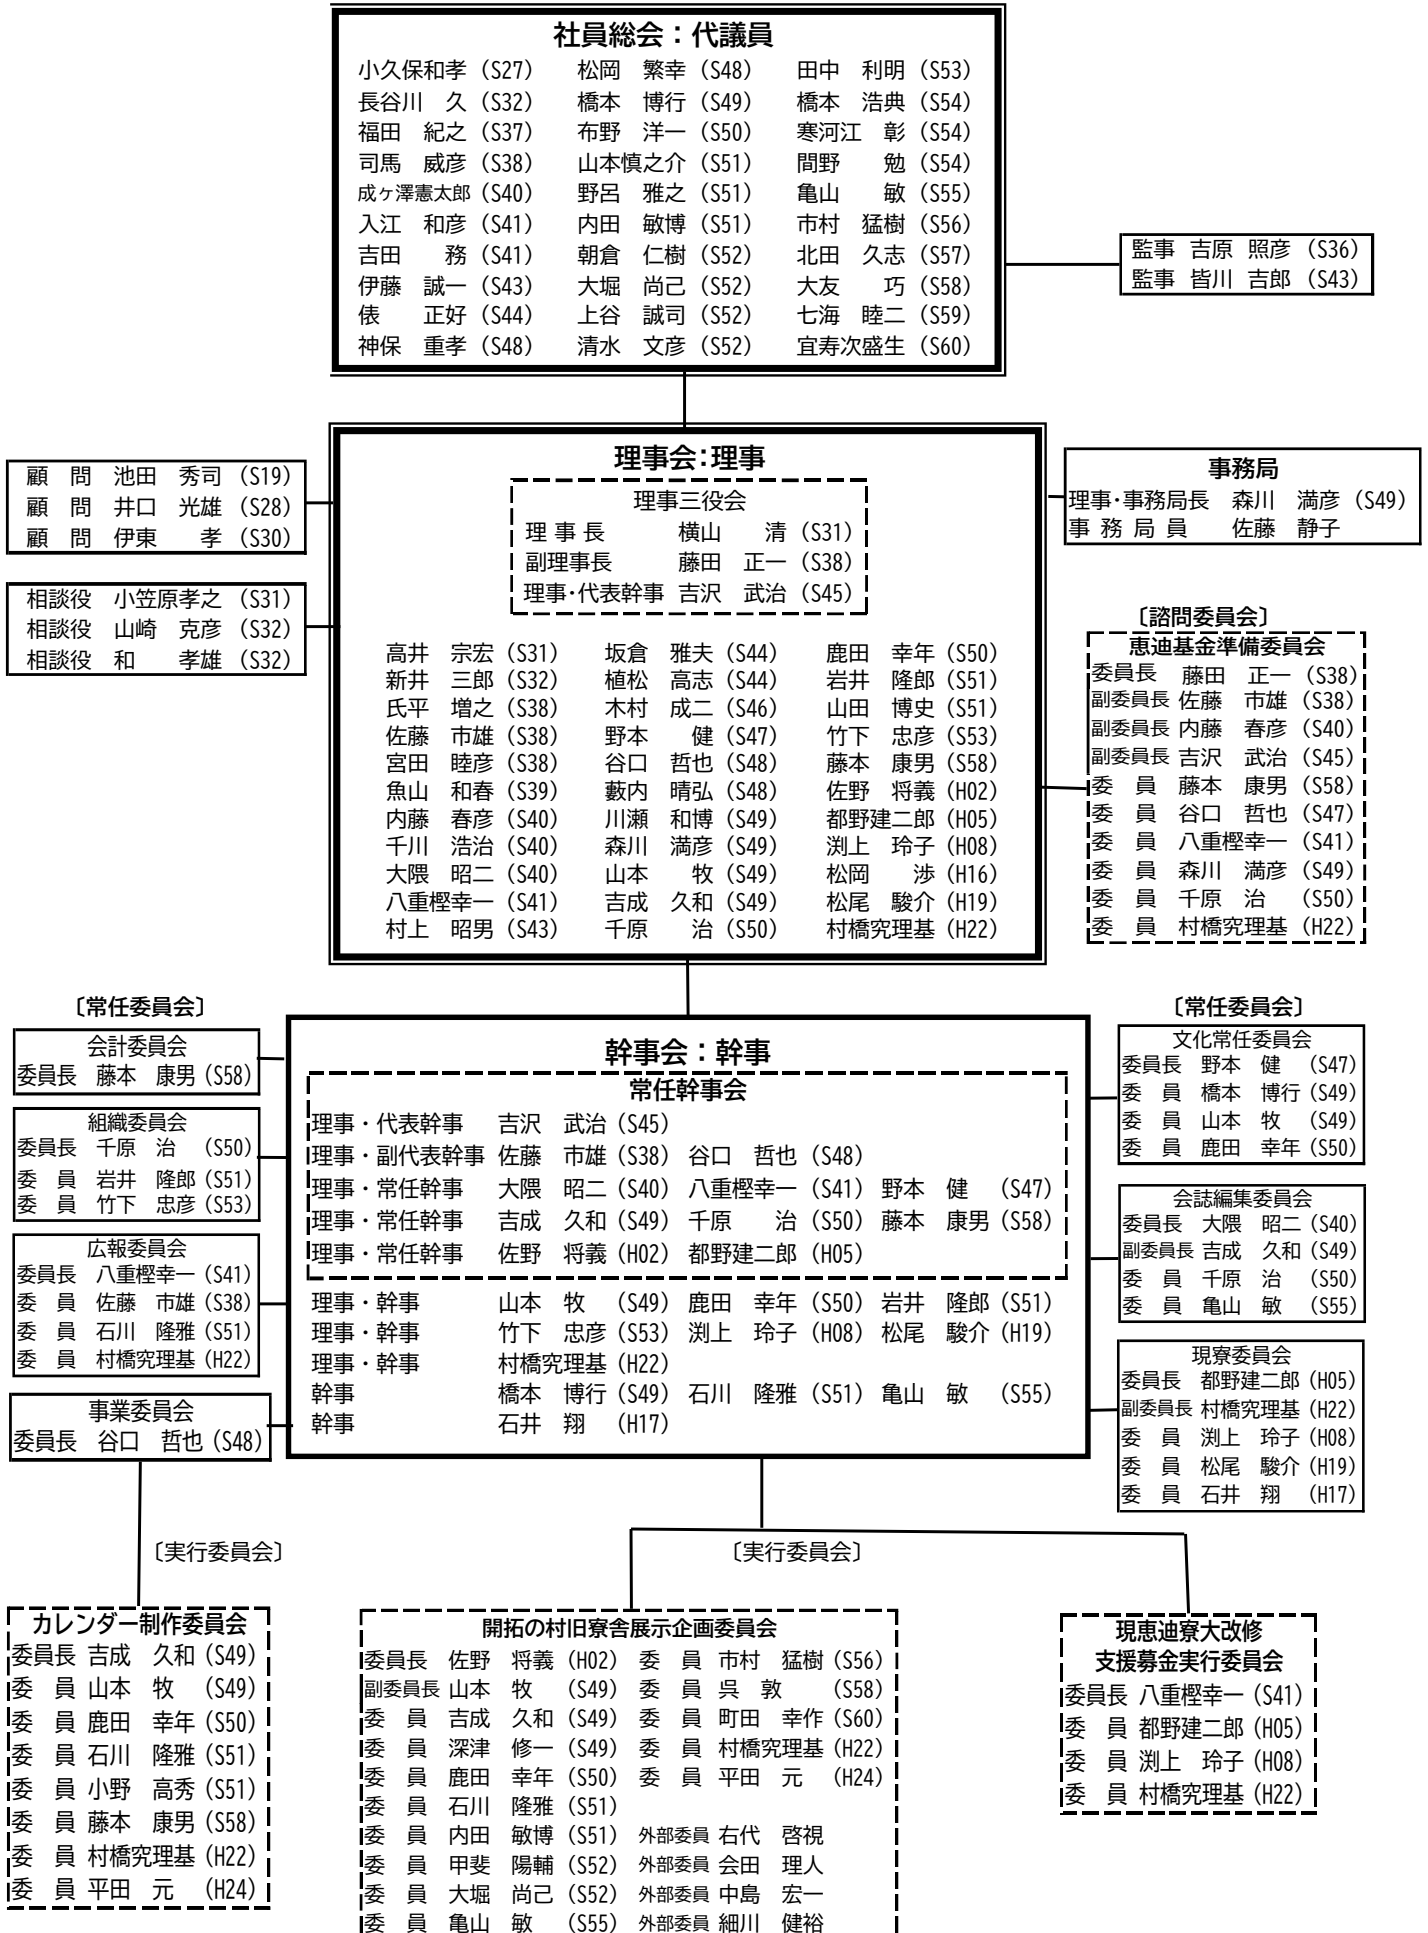 社員総会：代議員
小久保和孝（S27） 松岡　繁幸（S48） 田中　利明（S53）
長谷川　久（S32） 橋本　博行（S49） 橋本　浩典（S54）
福田　紀之（S37） 布野　洋一（S50） 寒河江　彰（S54）
司馬　威彦（S38） 山本慎之介（S51） 間野　　勉（S54）
成ヶ澤憲太郎（S40） 野呂　雅之（S51） 亀山　　敏（S55）
入江　和彦（S41） 内田　敏博（S51） 市村　猛樹（S56）
吉田　　務（S41） 朝倉　仁樹（S52） 北田　久志（S57）
伊藤　誠一（S43） 大堀　尚己（S52） 大友　　巧（S58）
俵　　正好（S44） 上谷　誠司（S52） 七海　睦二（S59）
神保　重孝（S48） 清水　文彦（S52） 宜寿次盛生（S60）
監事 吉原 照彦（S36）
監事 皆川 吉郎（S43）
理事会:理事
理事三役会
理 事 長　横山　　清（S31）
副理事長　藤田　正一（S38）
理事・代表幹事 吉沢　武治（S45）
高井　宗宏（S31） 坂倉　雅夫（S44） 鹿田　幸年（S50）
新井　三郎（S32） 植松　高志（S44） 岩井　隆郎（S51）
氏平　増之（S38） 木村　成二（S46） 山田　博史（S51）
佐藤　市雄（S38） 野本　　健（S47） 竹下　忠彦（S53）
宮田　睦彦（S38） 谷口　哲也（S48） 藤本　康男（S58）
魚山　和春（S39） 藪内　晴弘（S48） 佐野　将義（H02）
内藤　春彦（S40） 川瀬　和博（S49） 都野建二郎（H05）
千川　浩治（S40） 森川　満彦（S49） 渕上　玲子（H08）
大隈　昭二（S40） 山本　　牧（S49） 松岡　　渉（H16）
八重樫幸一（S41） 吉成　久和（S49） 松尾　駿介（H19）
村上　昭男（S43） 千原　　治（S50） 村橋究理基（H22）
顧　問　池田　秀司（S19）
顧　問　井口　光雄（S28）
顧　問　伊東　　孝（S30）
相談役　小笠原孝之（S31）
相談役　山崎　克彦（S32）
相談役　和　　孝雄（S32）
事務局
理事・事務局長　森川　満彦（S49）
事 務 局 員　佐藤　静子
〔諮問委員会〕
恵迪基金準備委員会
委員長　藤田　正一（S38）
副委員長 佐藤　市雄（S38）
副委員長 内藤　春彦（S40）
副委員長 吉沢　武治（S45）
委　員　藤本　康男（S58）
委　員　谷口　哲也（S47）
委　員　八重樫幸一（S41）
委　員　森川　満彦（S49）
委　員　千原　治　（S50）
委　員　村橋究理基（H22）
〔常任委員会〕
会計委員会
委員長　藤本　康男（S58）
組織委員会
委員長　千原　治　（S50）
委　員　岩井　隆郎（S51）
委　員　竹下　忠彦（S53）
広報委員会
委員長　八重樫幸一（S41）
委　員　佐藤　市雄（S38）
委　員　石川　隆雅（S51）
委　員　村橋究理基（H22）
事業委員会
委員長　谷口　哲也（S48）
幹事会：幹事
常任幹事会
理事・代表幹事　吉沢　武治（S45）
理事・副代表幹事 佐藤　市雄（S38） 谷口　哲也（S48）
理事・常任幹事　大隈　昭二（S40） 八重樫幸一（S41） 野本　健　（S47）
理事・常任幹事　吉成　久和（S49） 千原　　治（S50） 藤本　康男（S58）
理事・常任幹事　佐野　将義（H02） 都野建二郎（H05）
理事・幹事　山本　牧　（S49） 鹿田　幸年（S50） 岩井　隆郎（S51）
理事・幹事　竹下　忠彦（S53） 渕上　玲子（H08） 松尾　駿介（H19）
理事・幹事　村橋究理基（H22）
幹事　橋本　博行（S49） 石川　隆雅（S51） 亀山　敏　（S55）
幹事　石井　翔　（H17）
〔常任委員会〕
文化常任委員会
委員長　野本　健　（S47）
委　員　橋本　博行（S49）
委　員　山本　牧　（S49）
委　員　鹿田　幸年（S50）
会誌編集委員会
委員長　大隈　昭二（S40）
副委員長 吉成　久和（S49）
委　員　千原　治　（S50）
委　員　亀山　敏　（S55）
現寮委員会
委員長　都野建二郎（H05）
副委員長 村橋究理基（H22）
委　員　渕上　玲子（H08）
委　員　松尾　駿介（H19）
委　員　石井　翔　（H17）
〔実行委員会〕
カレンダー制作委員会
委員長 吉成　久和（S49）
委　員 山本　牧　（S49）
委　員 鹿田　幸年（S50）
委　員 石川　隆雅（S51）
委　員 小野　高秀（S51）
委　員 藤本　康男（S58）
委　員 村橋究理基（H22）
委　員 平田　元　（H24）
〔実行委員会〕
開拓の村旧寮舎展示企画委員会
委員長　佐野　将義（H02） 委　員　市村　猛樹（S56）
副委員長 山本　牧　（S49） 委　員　呉　敦　　（S58）
委　員　吉成　久和（S49） 委　員　町田　幸作（S60）
委　員　深津　修一（S49） 委　員　村橋究理基（H22）
委　員　鹿田　幸年（S50） 委　員　平田　元　（H24）
委　員　石川　隆雅（S51）
委　員　内田　敏博（S51） 外部委員 右代　啓視
委　員　甲斐　陽輔（S52） 外部委員 会田　理人
委　員　大堀　尚己（S52） 外部委員 中島　宏一
委　員　亀山　敏　（S55） 外部委員 細川　健裕
現恵迪寮大改修
支援募金実行委員会
委員長 八重樫幸一（S41）
委　員 都野建二郎（H05）
委　員 渕上　玲子（H08）
委　員 村橋究理基（H22）